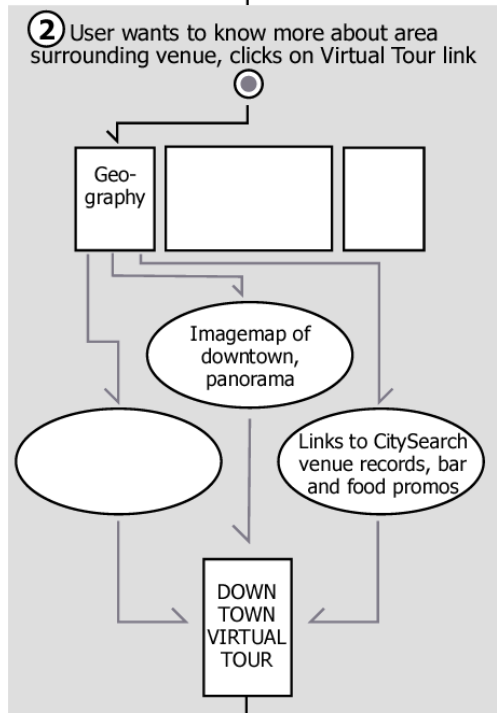 2 User wants to know more about area
surrounding venue, clicks on Virtual Tour link
Geo-
graphy
Imagemap of
downtown,
panorama
Links to CitySearch
venue records, bar
and food promos
DOWN
TOWN
VIRTUAL
TOUR